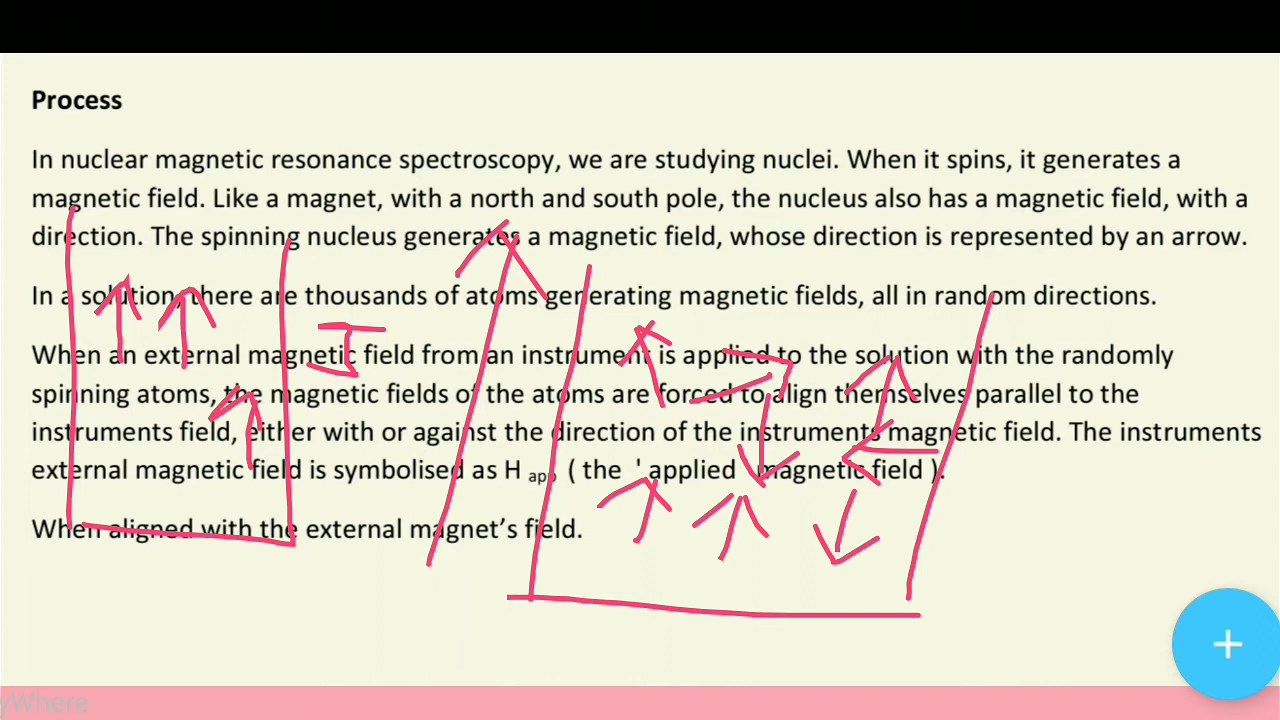 Process
In nuclear magnetic resonance spectroscopy, we are studying nuclei. When it spins, it generates a
magnetic field. Like a magnet, with a north and south pole, the nucleus also has a magnetic field, with a
direction. The spinning nucleus generates a magnetic field, whose direction is represented by an arrow.
In a solution, there are thousands of atoms generating magnetic fields, all in random directions.
When an external magnetic field from an instrument is applied to the solution with the randomly
spinning atoms, the magnetic fields of the atoms are forced to align themselves parallel to the
instruments field, either with or against the direction of the instruments magnetic field. The instruments
external magnetic field is symbolised as H app ( the ' applied ' magnetic field ).
When aligned with the external magnet’s field.
I
yWhere